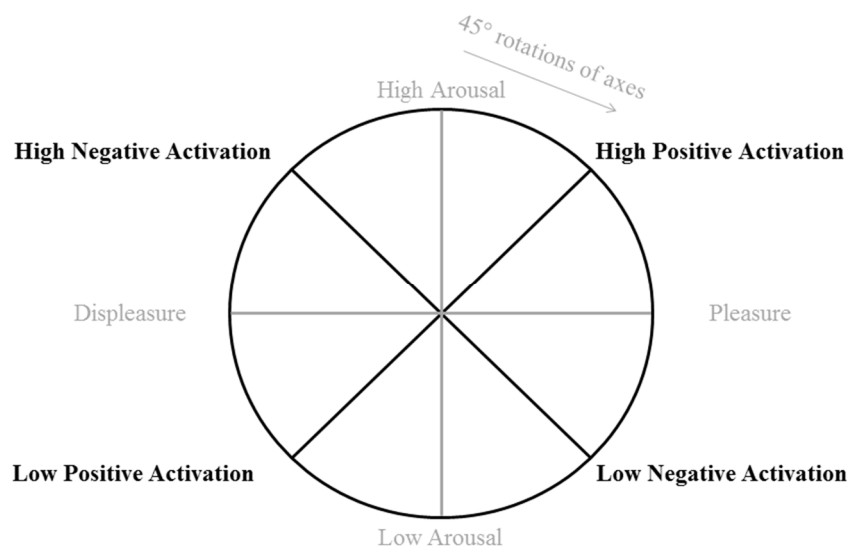 45° rotations of axes
High Arousal
High Negative Activation
High Positive Activation
Displeasure
Pleasure
Low Positive Activation
Low Negative Activation
Low Arousal